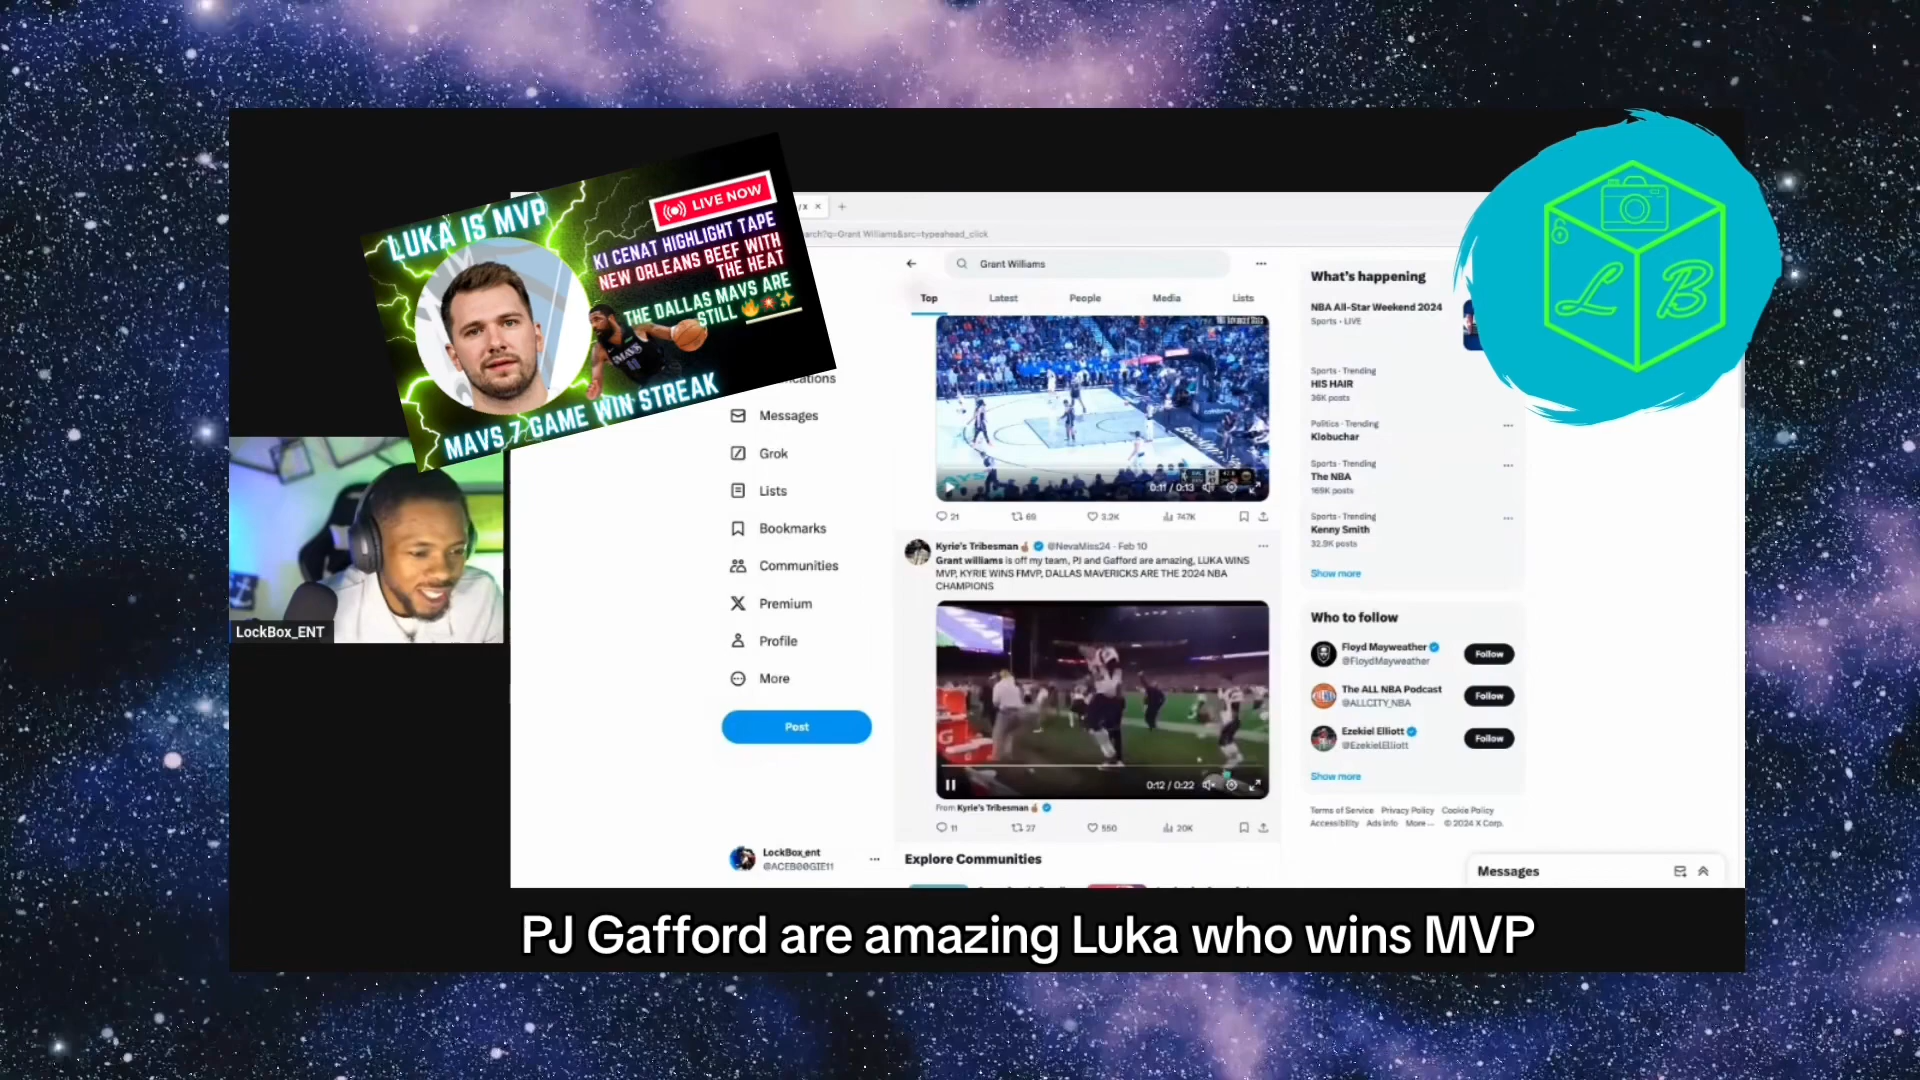 LUKA IS MVP
LIVE NOW
KI CENAT HIGHLIGHT TAPE
NEW ORLEANS BEEF WITH
THE HEAT
THE DALLAS MAVS ARE
STILL 🔥💥✨
MAVS 7 GAME WIN STREAK
LB
LockBox_ENT
/ X
arch?q=Grant Williams&src=typeahead_click
Grant Williams
Top
Latest
People
Media
Lists
Messages
Grok
Lists
Bookmarks
Communities
Premium
Profile
More
Post
LockBox_ent
@ACEB00GIE11
0:11 / 0:13
21
69
3.2K
747K
Kyrie's Tribesman @NevaMiss24 · Feb 10
Grant williams is off my team, PJ and Gafford are amazing, LUKA WINS
MVP, KYRIE WINS FMVP, DALLAS MAVERICKS ARE THE 2024 NBA
CHAMPIONS
0:12 / 0:22
From Kyrie's Tribesman
11
27
550
20K
Explore Communities
What's happening
NBA All-Star Weekend 2024
Sports · LIVE
Sports · Trending
HIS HAIR
36K posts
Politics · Trending
Klobuchar
Sports · Trending
The NBA
169K posts
Sports · Trending
Kenny Smith
32.9K posts
Show more
Who to follow
Floyd Mayweather
@FloydMayweather
Follow
The ALL NBA Podcast
@ALLCITY_NBA
Follow
Ezekiel Elliott
@EzekielElliott
Follow
Show more
Terms of Service Privacy Policy Cookie Policy
Accessibility Ads info More ... © 2024 X Corp.
Messages
PJ Gafford are amazing Luka who wins MVP